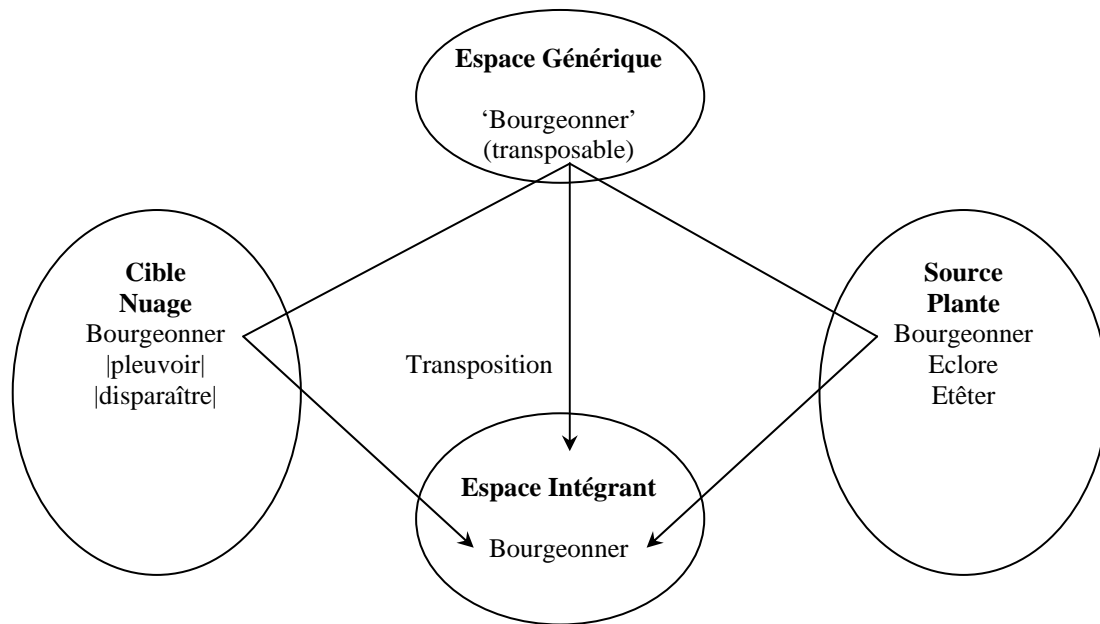 Espace Générique
‘Bourgeonner’
(transposable)
Cible
Nuage
Bourgeonner
|pleuvoir|
|disparaître|
Transposition
Source
Plante
Bourgeonner
Eclore
Etêter
Espace Intégrant
Bourgeonner